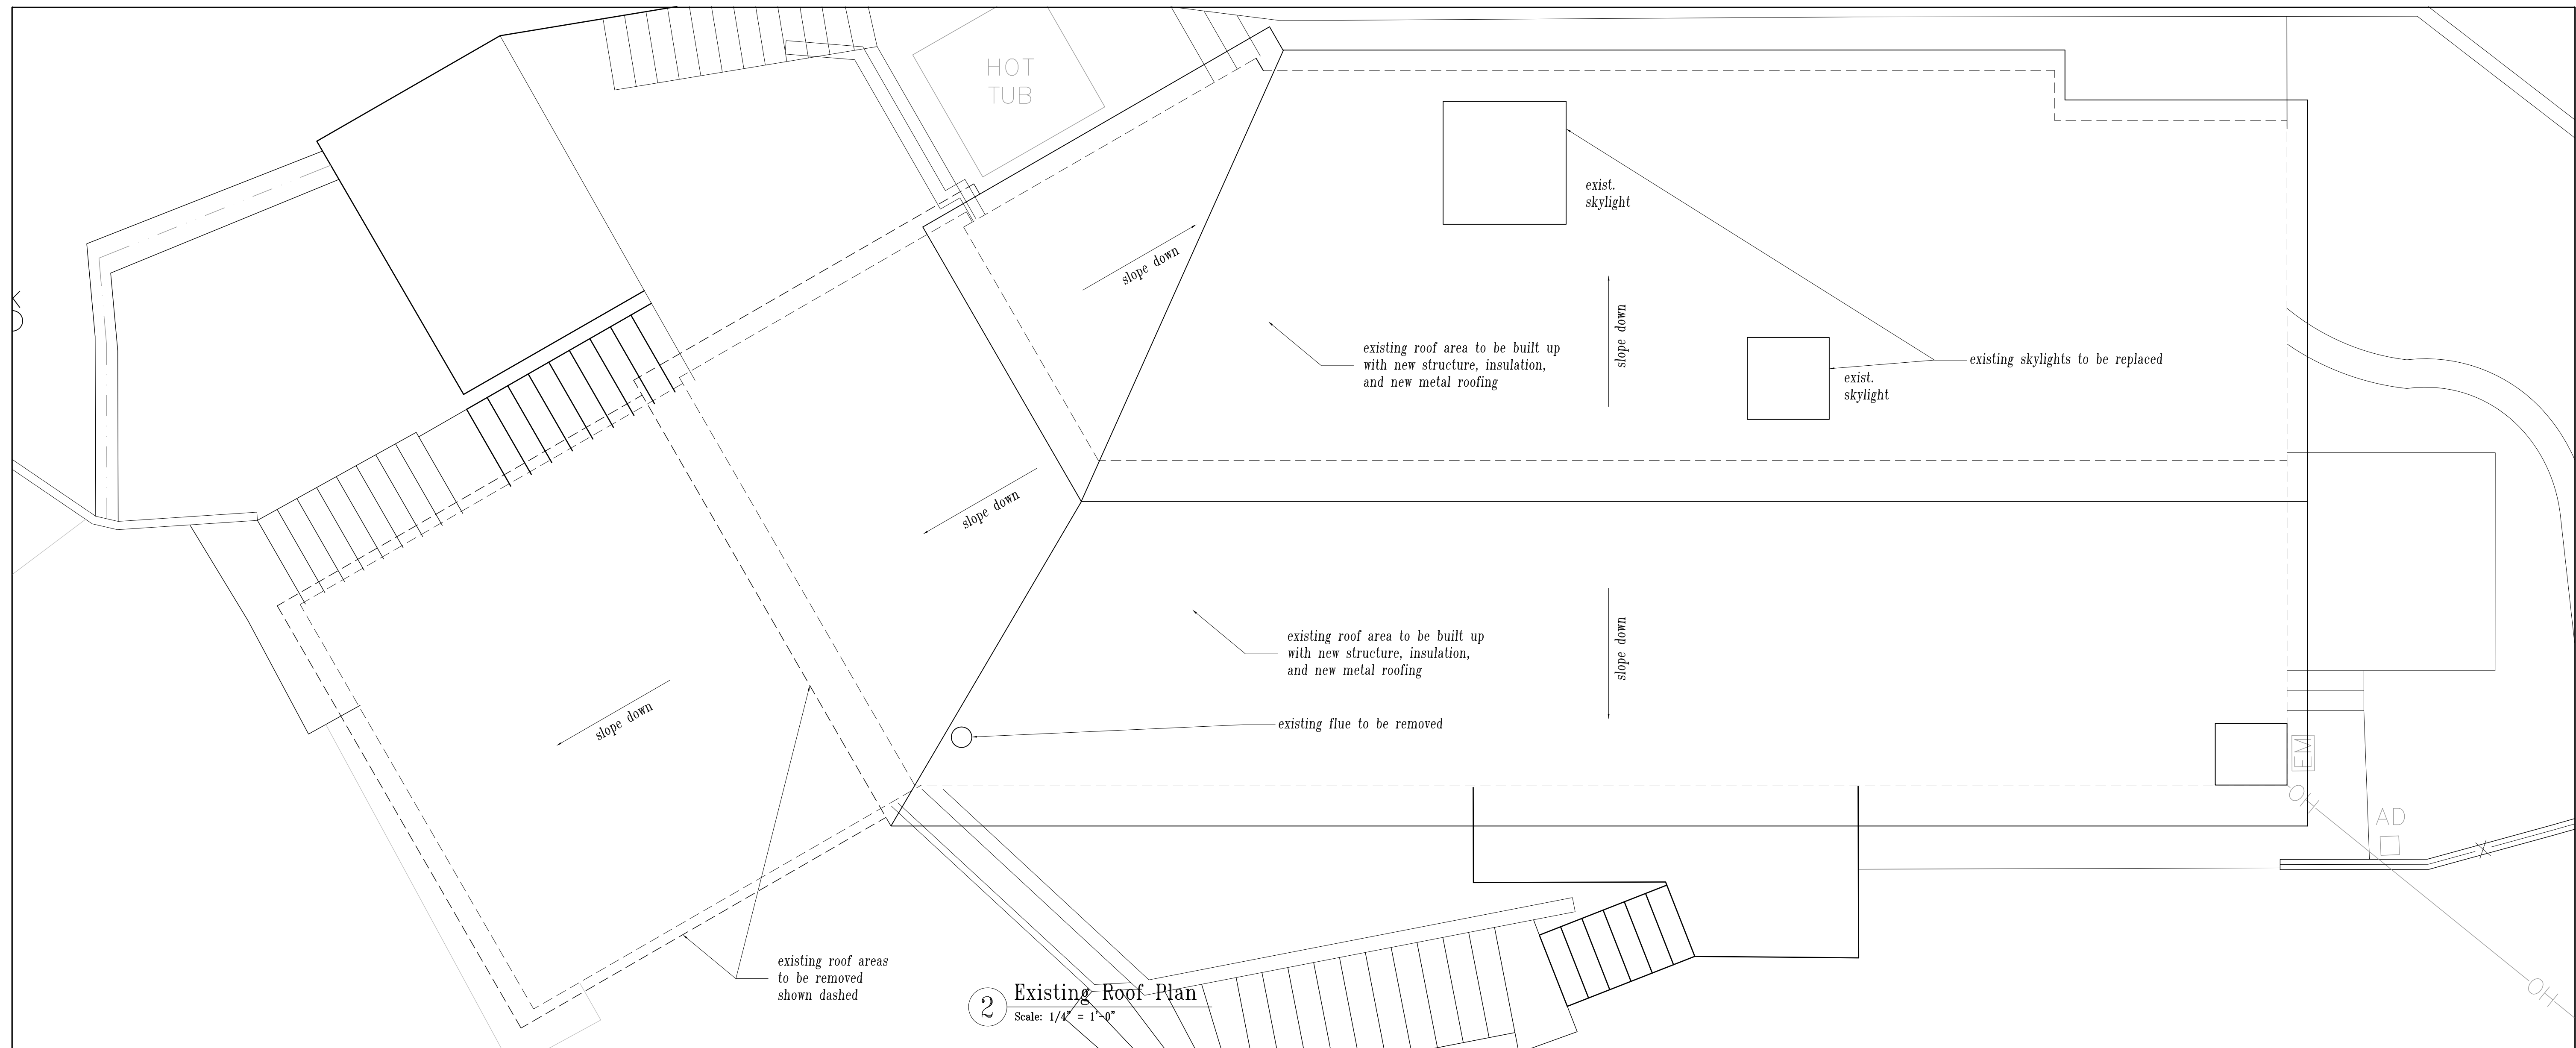 HOT
TUB
exist.
skylight
slope down
slope down
existing roof area to be built up
with new structure, insulation,
and new metal roofing
existing skylights to be replaced
exist.
skylight
slope down
existing roof area to be built up
with new structure, insulation,
and new metal roofing
slope down
slope down
existing flue to be removed
EM
OH
AD
existing roof areas
to be removed
shown dashed
2
Existing Roof Plan
Scale: 1/4" = 1'-0"
OH